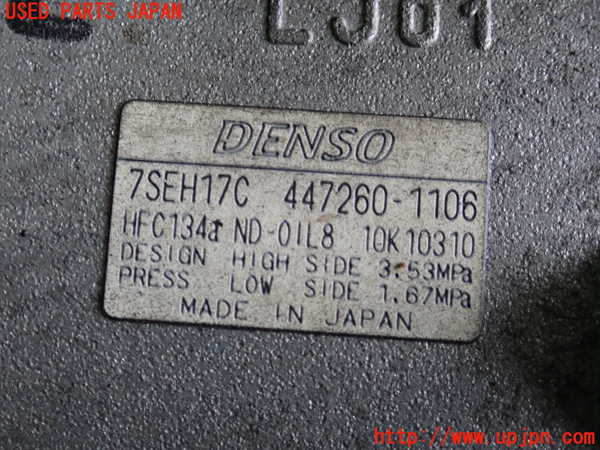 USED PARTS JAPAN
LJ61
DENSO
7SEH17C 447260-1106
HFC134a ND-OIL8 10K10310
DESIGN HIGH SIDE 3.53MPa
PRESS LOW SIDE 1.67MPa
MADE IN JAPAN
http://www.upjpn.com/